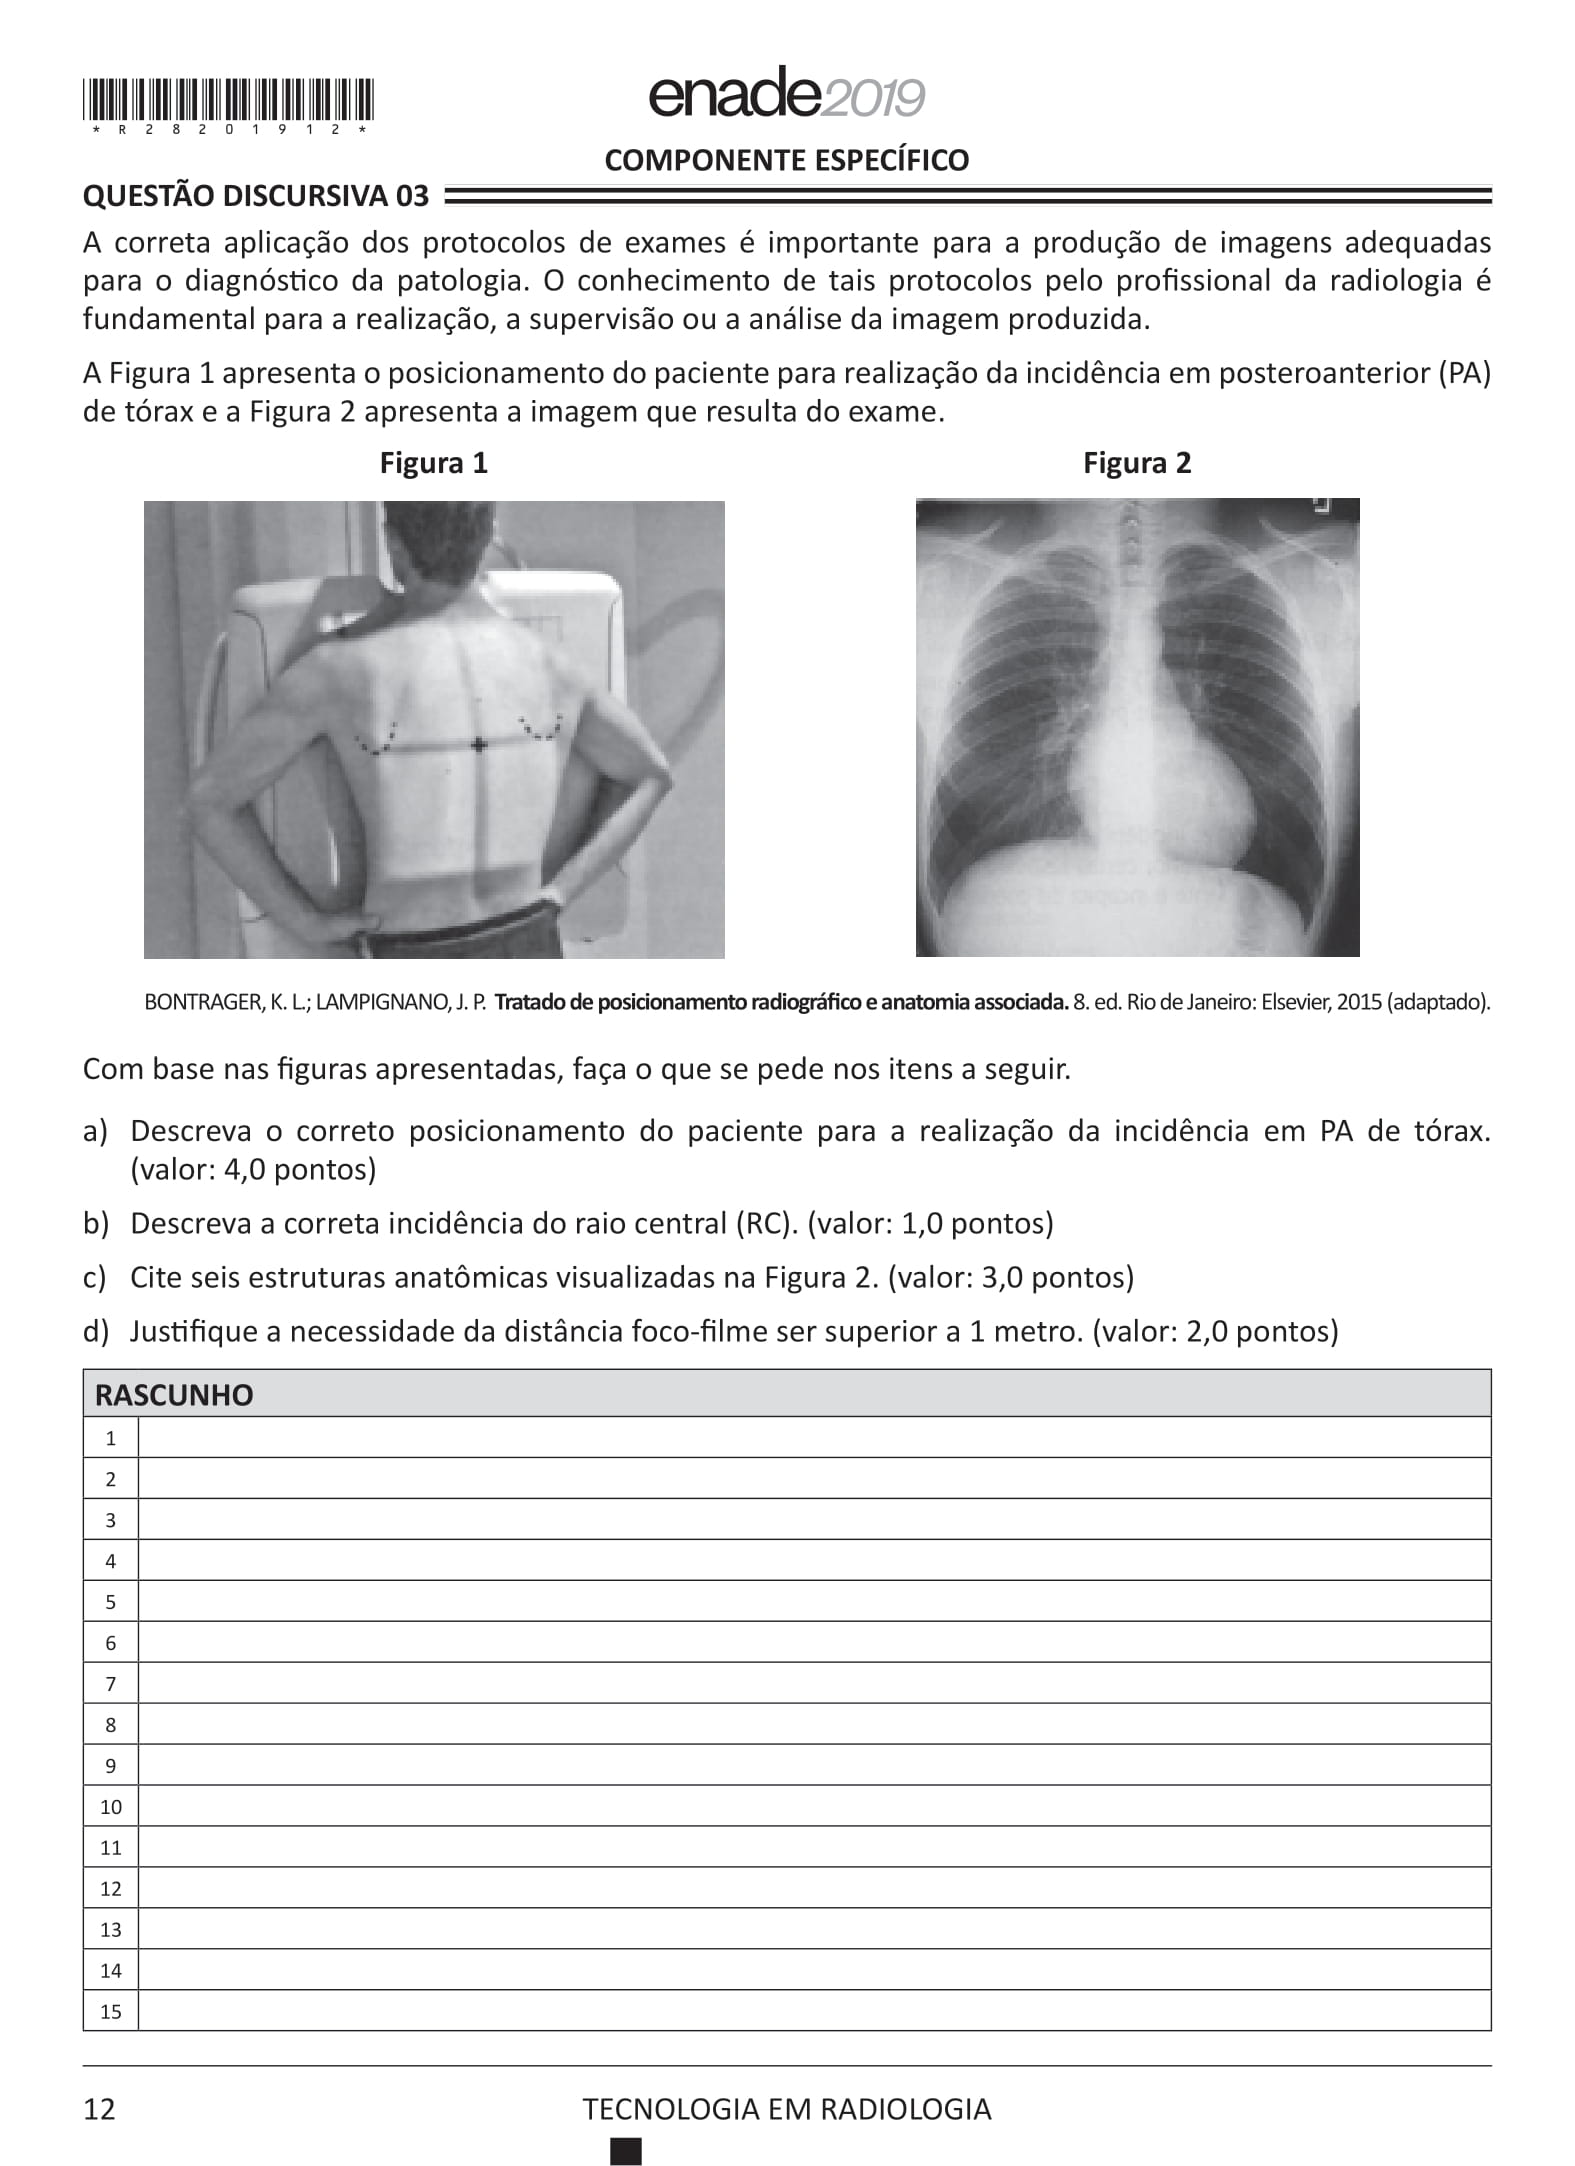 *R28201912*
enade2019
COMPONENTE ESPECÍFICO
QUESTÃO DISCURSIVA 03
A correta aplicação dos protocolos de exames é importante para a produção de imagens adequadas
para o diagnóstico da patologia. O conhecimento de tais protocolos pelo profissional da radiologia é
fundamental para a realização, a supervisão ou a análise da imagem produzida.
A Figura 1 apresenta o posicionamento do paciente para realização da incidência em posteroanterior (PA)
de tórax e a Figura 2 apresenta a imagem que resulta do exame.
Figura 1
Figura 2
BONTRAGER, K. L.; LAMPIGNANO, J. P. Tratado de posicionamento radiográfico e anatomia associada. 8. ed. Rio de Janeiro: Elsevier, 2015 (adaptado).
Com base nas figuras apresentadas, faça o que se pede nos itens a seguir.
a) Descreva o correto posicionamento do paciente para a realização da incidência em PA de tórax.
(valor: 4,0 pontos)
b) Descreva a correta incidência do raio central (RC). (valor: 1,0 pontos)
c) Cite seis estruturas anatômicas visualizadas na Figura 2. (valor: 3,0 pontos)
d) Justifique a necessidade da distância foco-filme ser superior a 1 metro. (valor: 2,0 pontos)
RASCUNHO
1
2
3
4
5
6
7
8
9
10
11
12
13
14
15
12
TECNOLOGIA EM RADIOLOGIA